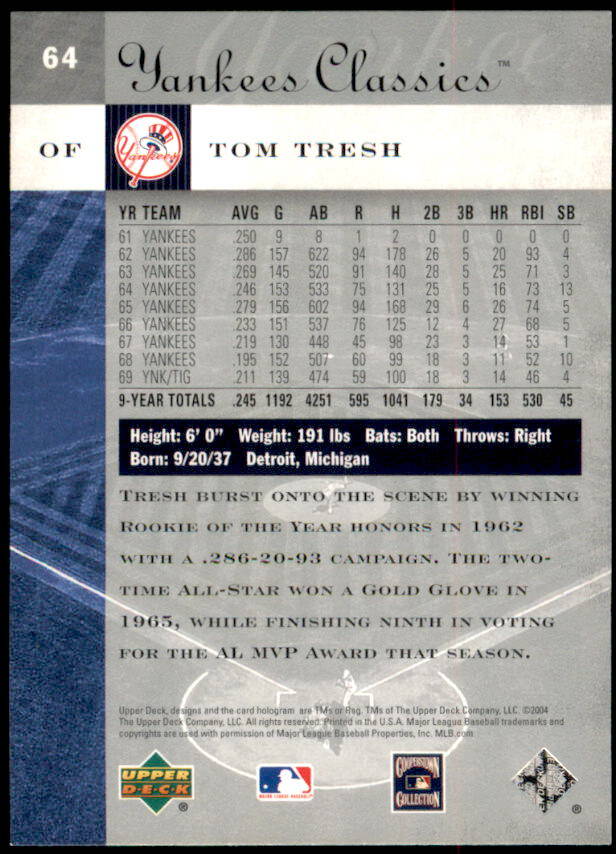 64
Yankees Classics™
OF
Yankees
TOM TRESH
YR TEAM AVG G AB R H 2B 3B HR RBI SB
61 YANKEES .250 9 8 1 2 0 0 0 0 0
62 YANKEES .286 157 622 94 178 26 5 20 93 4
63 YANKEES .269 145 520 91 140 28 5 25 71 3
64 YANKEES .246 153 533 75 131 25 5 16 73 13
65 YANKEES .279 156 602 94 168 29 6 26 74 5
66 YANKEES .233 151 537 76 125 12 4 27 68 5
67 YANKEES .219 130 448 45 98 23 3 14 53 1
68 YANKEES .195 152 507 60 99 18 3 11 52 10
69 YNK/TIG .211 139 474 59 100 18 3 14 46 4
9-YEAR TOTALS .245 1192 4251 595 1041 179 34 153 530 45
Height: 6' 0" Weight: 191 lbs Bats: Both Throws: Right
Born: 9/20/37 Detroit, Michigan
TRESH BURST ONTO THE SCENE BY WINNING
ROOKIE OF THE YEAR HONORS IN 1962
WITH A .286-20-93 CAMPAIGN. THE TWO-
TIME ALL-STAR WON A GOLD GLOVE IN
1965, WHILE FINISHING NINTH IN VOTING
FOR THE AL MVP AWARD THAT SEASON.
Upper Deck, designs and the card hologram are TMs or Reg. TMs of The Upper Deck Company, LLC. ©2004
The Upper Deck Company, LLC. All rights reserved. Printed in the U.S.A. Major League Baseball trademarks and
copyrights are used with permission of Major League Baseball Properties, Inc. MLB.com
UPPER
DECK
®
MAJOR LEAGUE BASEBALL
COOPERSTOWN
COLLECTION
®